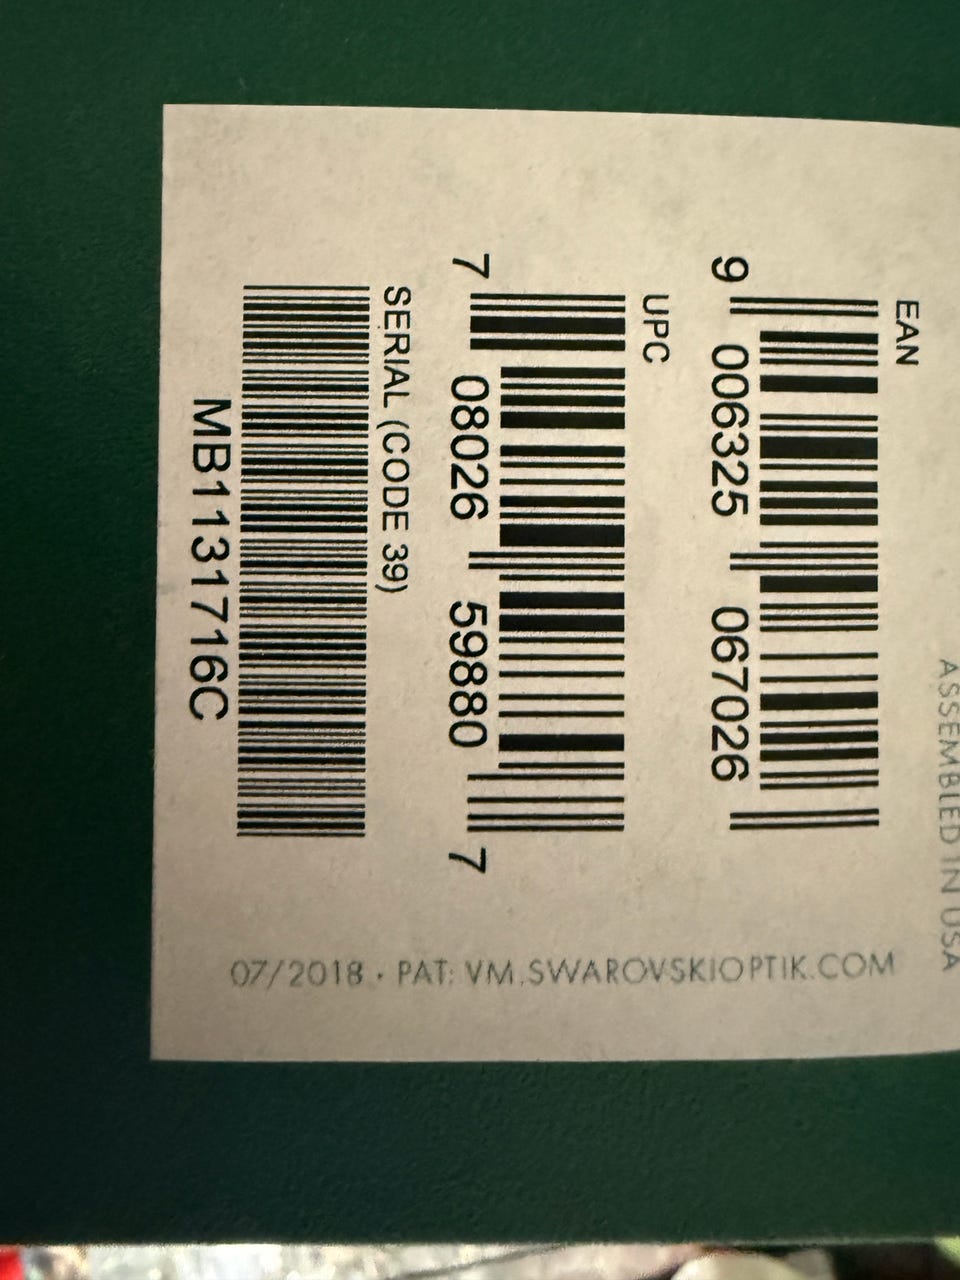 ASSEMBLED IN USA
EAN
9 006325 067026
UPC
7 08026 59880 7
SERIAL (CODE 39)
MB1131716C
07/2018 · PAT: VM.SWAROVSKIOPTIK.COM